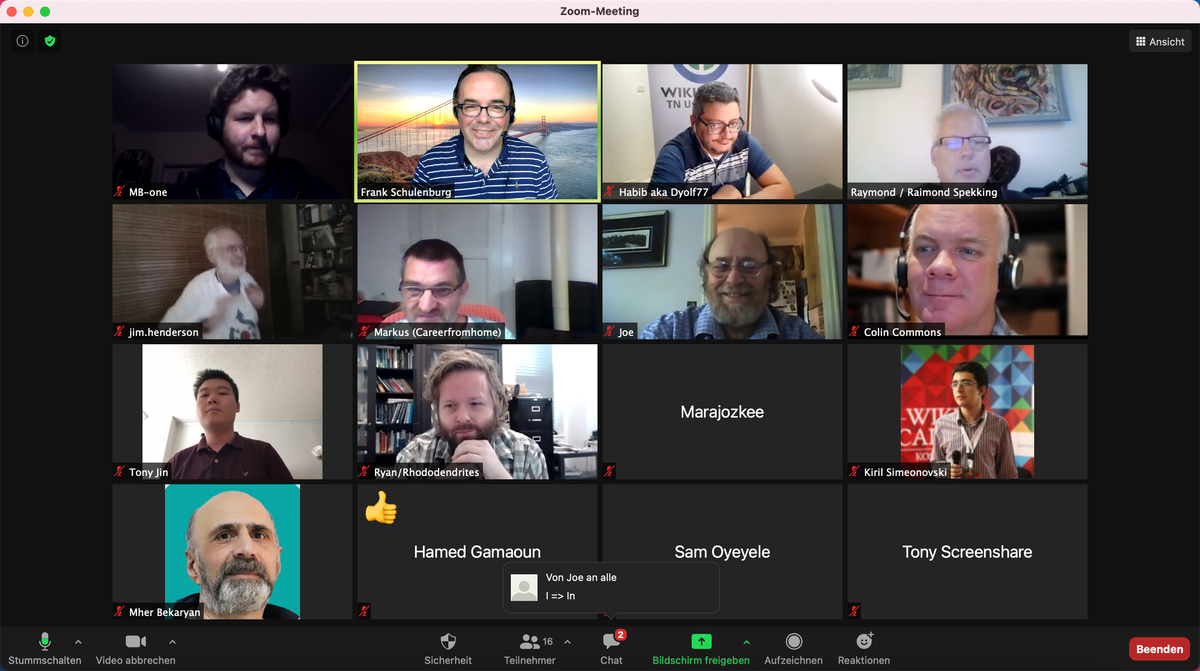 Zoom-Meeting
Ansicht
MB-one
Frank Schulenburg
Habib aka Dyolf77
Raymond / Raimond Spekking
jim.henderson
Markus (Careerfromhome)
Joe
Colin Commons
Tony Jin
Ryan/Rhododendrites
Marajozkee
Kiril Simeonovski
Mher Bekaryan
Hamed Gamaoun
Sam Oyeyele
Tony Screenshare
Von Joe an alle
I => In
16
2
Stummschalten
Video abbrechen
Sicherheit
Teilnehmer
Chat
Bildschirm freigeben
Aufzeichnen
Reaktionen
Beenden